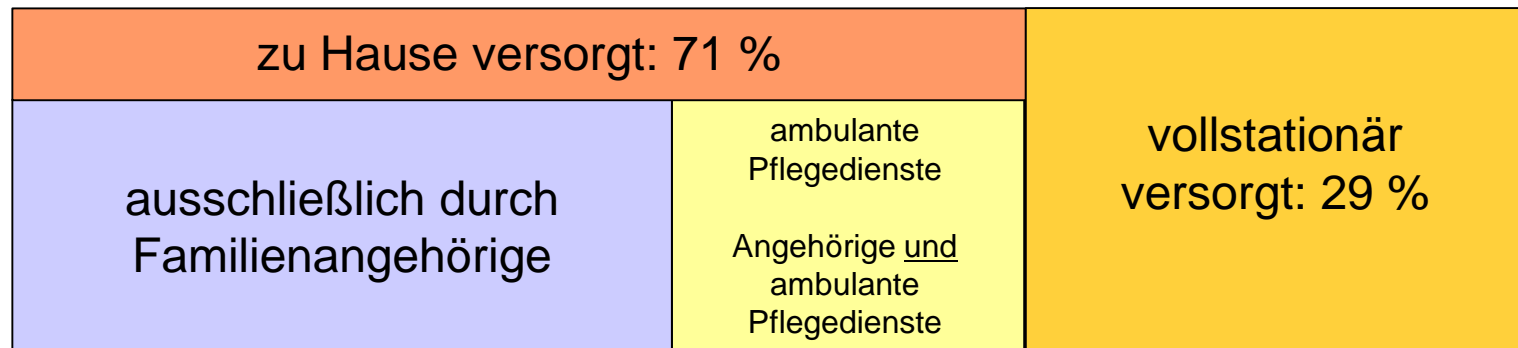 zu Hause versorgt: 71 %
ausschließlich durch
Familienangehörige
ambulante
Pflegedienste
Angehörige und
ambulante
Pflegedienste
vollstationär
versorgt: 29 %